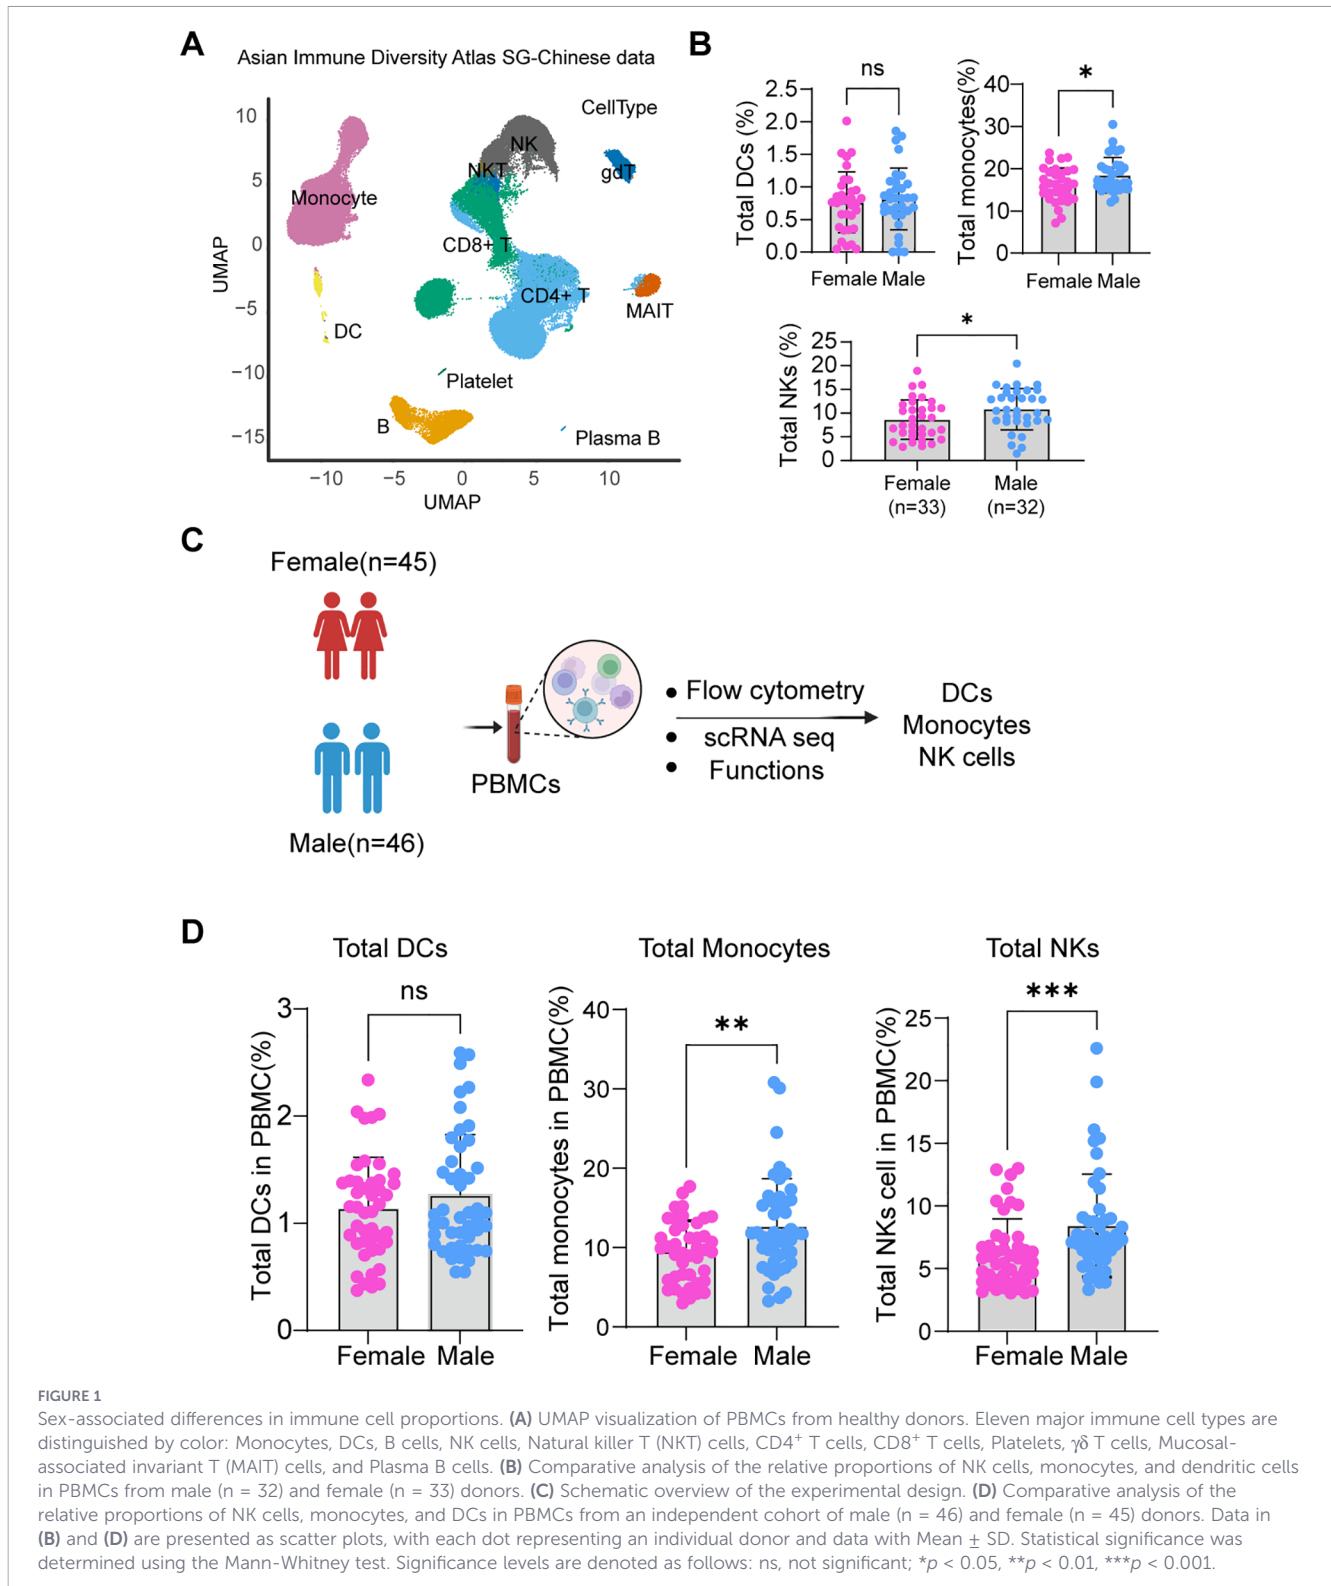 A
Asian Immune Diversity Atlas SG-Chinese data
CellType
10
5
0
−5
−10
−15
UMAP
−10
−5
0
5
10
UMAP
NK
NKT
gdT
Monocyte
CD8+ T
CD4+ T
MAIT
DC
Platelet
B
Plasma B
B
ns
2.5
2.0
1.5
1.0
0.5
0.0
Total DCs (%)
Female Male
*
40
30
20
10
0
Total monocytes(%)
Female Male
*
25
20
15
10
5
0
Total NKs (%)
Female Male
(n=33) (n=32)
C
Female(n=45)
Male(n=46)
PBMCs
• Flow cytometry
• scRNA seq
• Functions
DCs
Monocytes
NK cells
D
Total DCs
ns
3
2
1
0
Total DCs in PBMC(%)
Female Male
Total Monocytes
**
40
30
20
10
0
Total monocytes in PBMC(%)
Female Male
Total NKs
***
25
20
15
10
5
0
Total NKs cell in PBMC(%)
Female Male
FIGURE 1
Sex-associated differences in immune cell proportions. (A) UMAP visualization of PBMCs from healthy donors. Eleven major immune cell types are
distinguished by color: Monocytes, DCs, B cells, NK cells, Natural killer T (NKT) cells, CD4⁺ T cells, CD8⁺ T cells, Platelets, γδ T cells, Mucosal-
associated invariant T (MAIT) cells, and Plasma B cells. (B) Comparative analysis of the relative proportions of NK cells, monocytes, and dendritic cells
in PBMCs from male (n = 32) and female (n = 33) donors. (C) Schematic overview of the experimental design. (D) Comparative analysis of the
relative proportions of NK cells, monocytes, and DCs in PBMCs from an independent cohort of male (n = 46) and female (n = 45) donors. Data in
(B) and (D) are presented as scatter plots, with each dot representing an individual donor and data with Mean ± SD. Statistical significance was
determined using the Mann-Whitney test. Significance levels are denoted as follows: ns, not significant; *p < 0.05, **p < 0.01, ***p < 0.001.